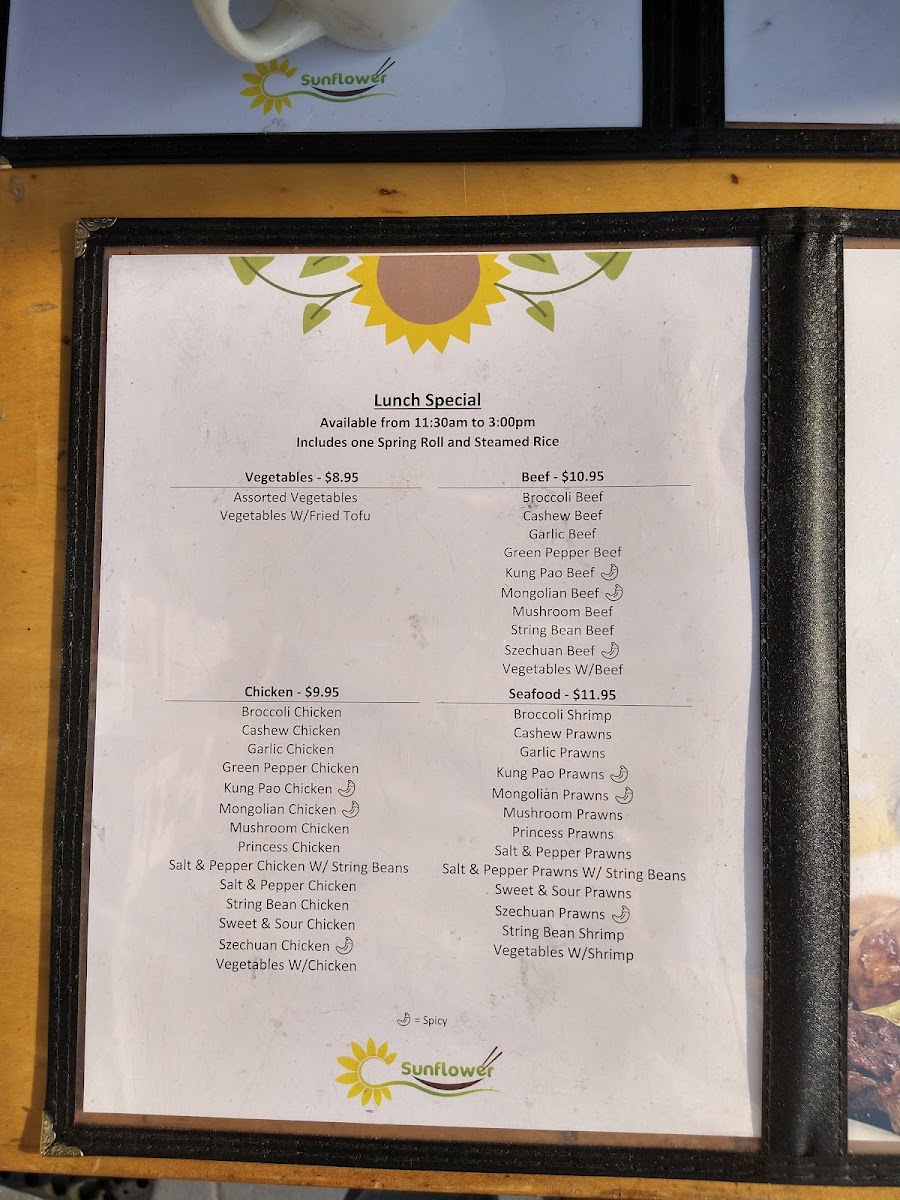 Sunflower
Lunch Special
Available from 11:30am to 3:00pm
Includes one Spring Roll and Steamed Rice
Vegetables - $8.95
Assorted Vegetables
Vegetables W/Fried Tofu
Beef - $10.95
Broccoli Beef
Cashew Beef
Garlic Beef
Green Pepper Beef
Kung Pao Beef
Mongolian Beef
Mushroom Beef
String Bean Beef
Szechuan Beef
Vegetables W/Beef
Chicken - $9.95
Broccoli Chicken
Cashew Chicken
Garlic Chicken
Green Pepper Chicken
Kung Pao Chicken
Mongolian Chicken
Mushroom Chicken
Princess Chicken
Salt & Pepper Chicken W/ String Beans
Salt & Pepper Chicken
String Bean Chicken
Sweet & Sour Chicken
Szechuan Chicken
Vegetables W/Chicken
Seafood - $11.95
Broccoli Shrimp
Cashew Prawns
Garlic Prawns
Kung Pao Prawns
Mongolian Prawns
Mushroom Prawns
Princess Prawns
Salt & Pepper Prawns
Salt & Pepper Prawns W/ String Beans
Sweet & Sour Prawns
Szechuan Prawns
String Bean Shrimp
Vegetables W/Shrimp
= Spicy
Sunflower